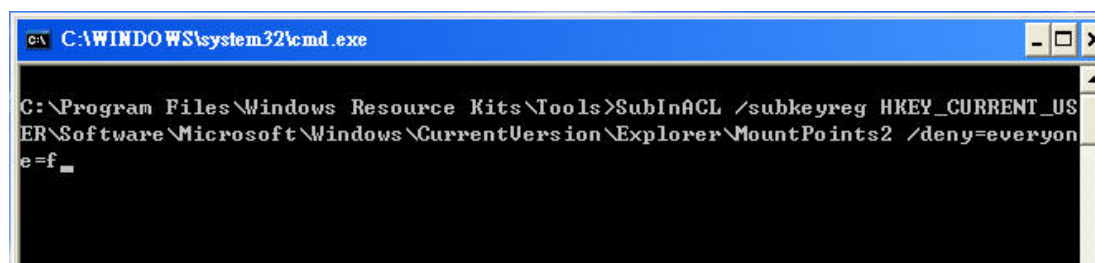 C:\WINDOWS\system32\cmd.exe
C:\Program Files\Windows Resource Kits\Tools>SubInACL /subkeyreg HKEY_CURRENT_US
ER\Software\Microsoft\Windows\CurrentVersion\Explorer\MountPoints2 /deny=everyon
e=f_